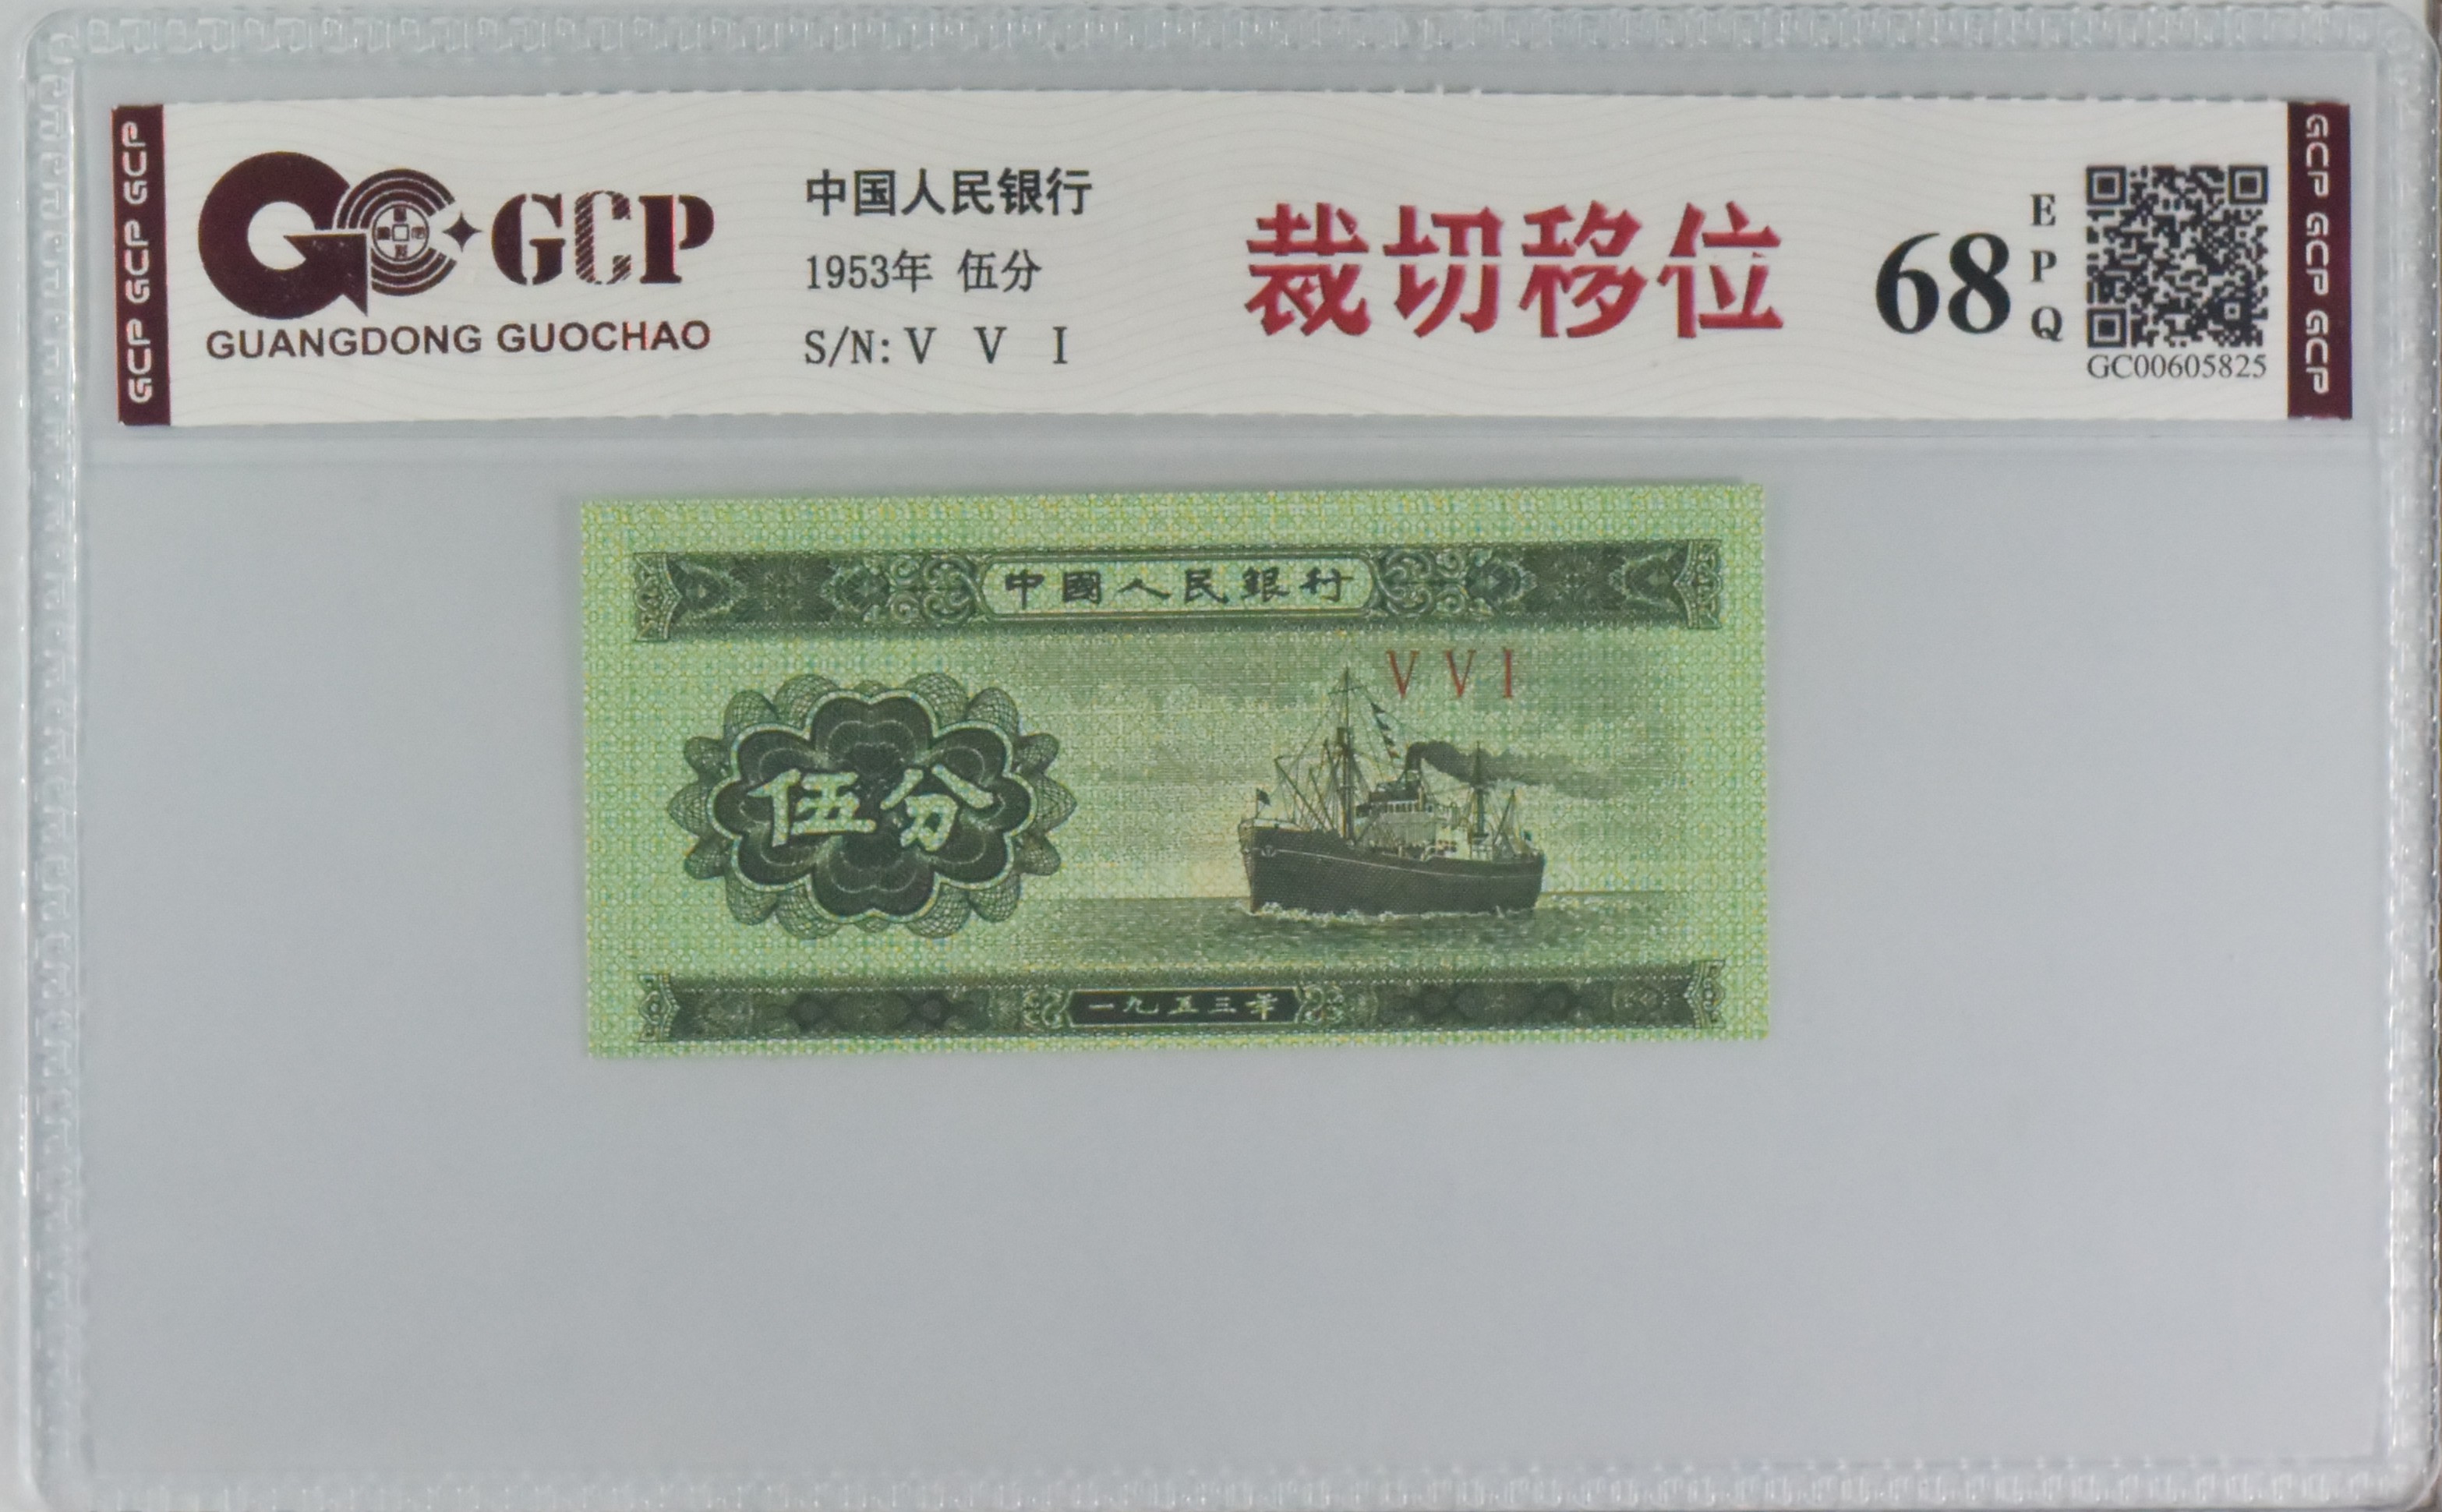 GCP GCP GCP
GCP
GUANGDONG GUOCHAO
中国人民银行
1953年 伍分
S/N: V V I
裁切移位
68
E
P
Q
GC00605825
GCP GCP GCP
中國人民銀行
V V I
伍分
一九五三年